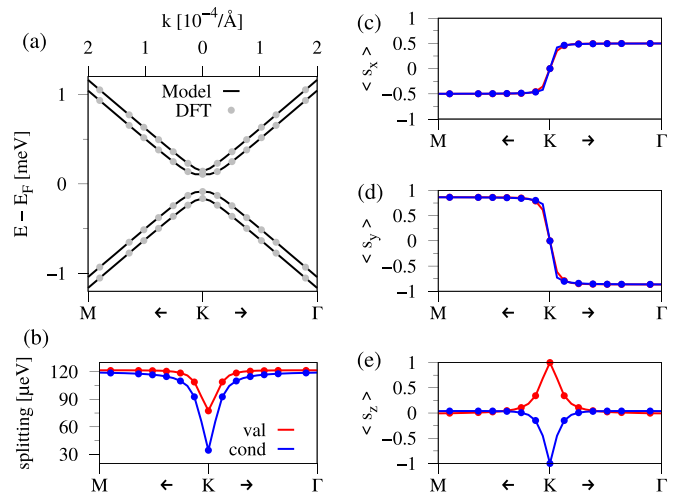 k [10⁻⁴/Å]
(a)
2 1 0 1 2
Model
DFT
E − E_F [meV]
1
0
−1
M ← K → Γ
(b)
splitting [µeV]
120
90
60
30
val
cond
M ← K → Γ
(c)
< s_x >
1
0.5
0
−0.5
−1
M ← K → Γ
(d)
< s_y >
1
0.5
0
−0.5
−1
M ← K → Γ
(e)
< s_z >
1
0.5
0
−0.5
−1
M ← K → Γ